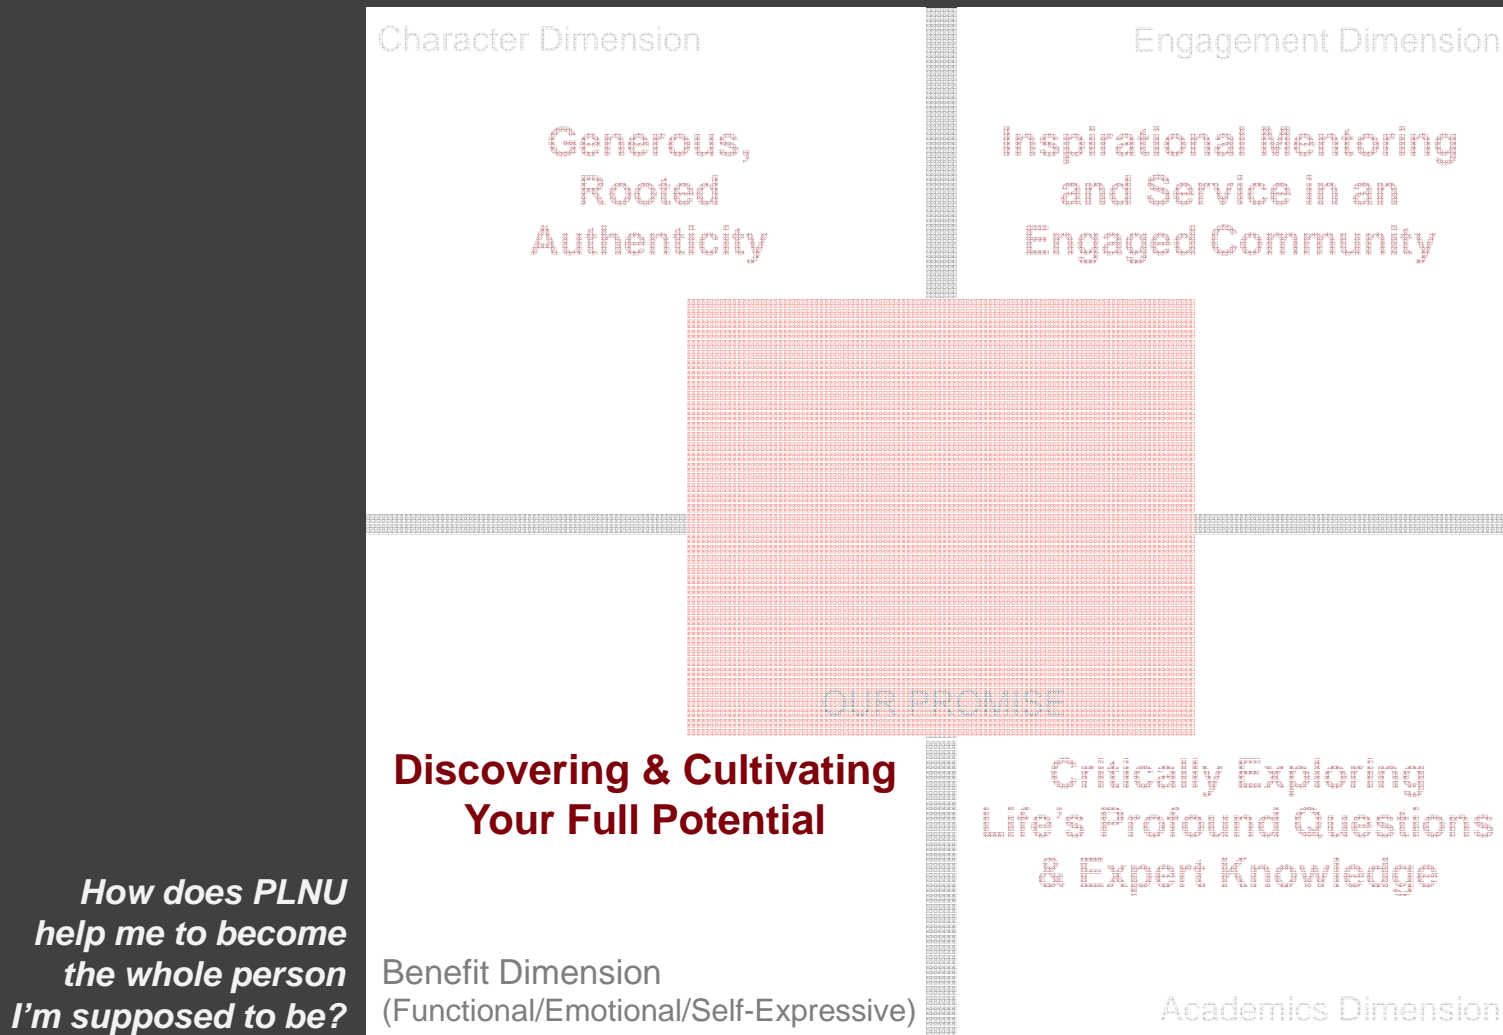 Character Dimension
Engagement Dimension
Generous,
Rooted
Authenticity
Inspirational Mentoring
and Service in an
Engaged Community
OUR PROMISE
Discovering & Cultivating
Your Full Potential
Critically Exploring
Life's Profound Questions
& Expert Knowledge
How does PLNU
help me to become
the whole person
I'm supposed to be?
Benefit Dimension
(Functional/Emotional/Self-Expressive)
Academics Dimension